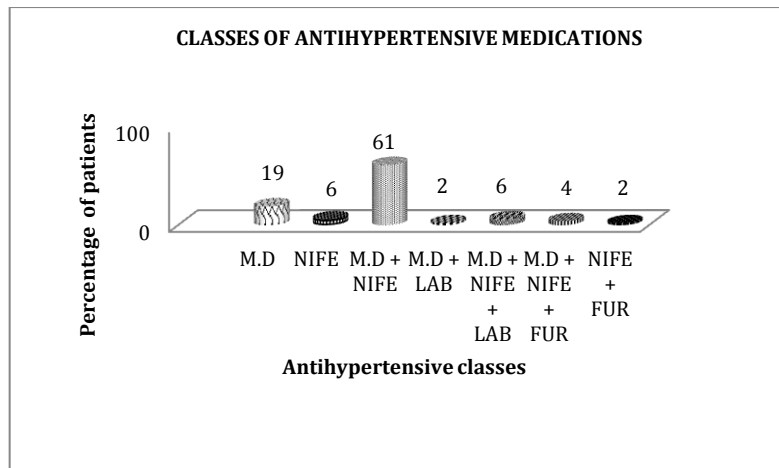 CLASSES OF ANTIHYPERTENSIVE MEDICATIONS
Percentage of patients
100
0
19
6
61
2
6
4
2
M.D
NIFE
M.D +
NIFE
M.D +
LAB
M.D +
NIFE
+
LAB
M.D +
NIFE
+
FUR
NIFE
+
FUR
Antihypertensive classes